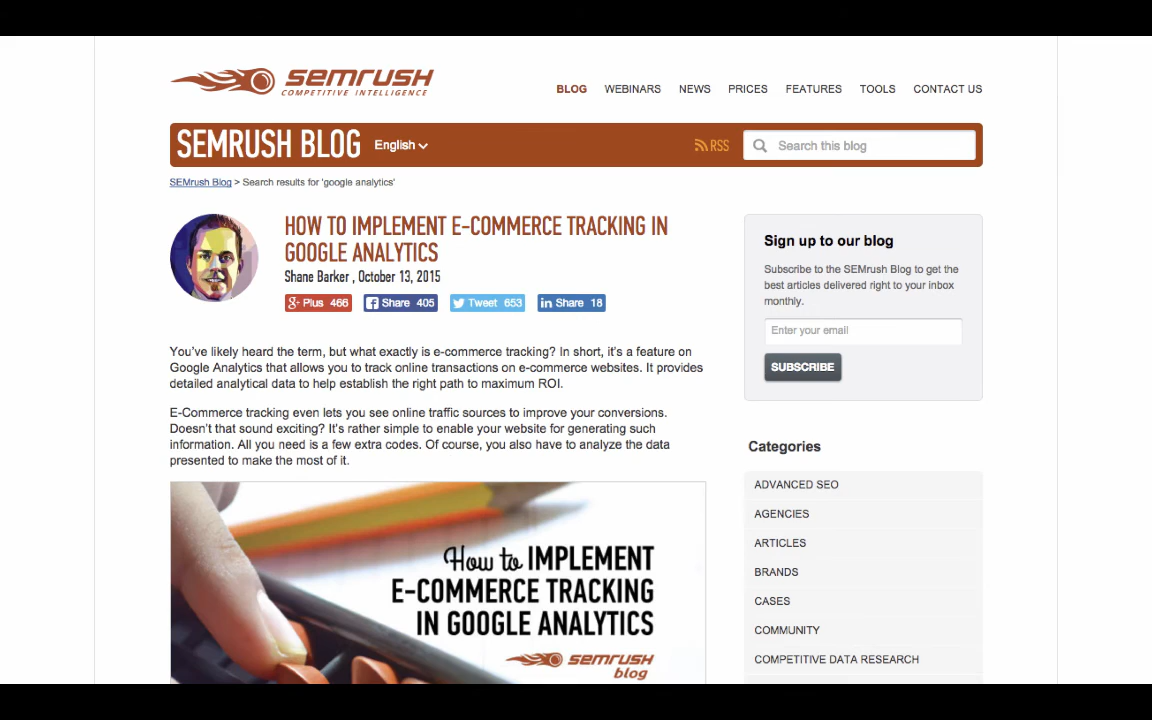 SEMRUSH
COMPETITIVE INTELLIGENCE
BLOG WEBINARS NEWS PRICES FEATURES TOOLS CONTACT US
SEMRUSH BLOG English RSS Search this blog
SEMrush Blog > Search results for 'google analytics'
HOW TO IMPLEMENT E-COMMERCE TRACKING IN
GOOGLE ANALYTICS
Shane Barker , October 13, 2015
g+ Plus 466 f Share 405 Tweet 653 in Share 18
You've likely heard the term, but what exactly is e-commerce tracking? In short, it's a feature on
Google Analytics that allows you to track online transactions on e-commerce websites. It provides
detailed analytical data to help establish the right path to maximum ROI.
E-Commerce tracking even lets you see online traffic sources to improve your conversions.
Doesn't that sound exciting? It's rather simple to enable your website for generating such
information. All you need is a few extra codes. Of course, you also have to analyze the data
presented to make the most of it.
How to IMPLEMENT
E-COMMERCE TRACKING
IN GOOGLE ANALYTICS
SEMRUSH
blog
Sign up to our blog
Subscribe to the SEMrush Blog to get the
best articles delivered right to your inbox
monthly.
Enter your email
SUBSCRIBE
Categories
ADVANCED SEO
AGENCIES
ARTICLES
BRANDS
CASES
COMMUNITY
COMPETITIVE DATA RESEARCH